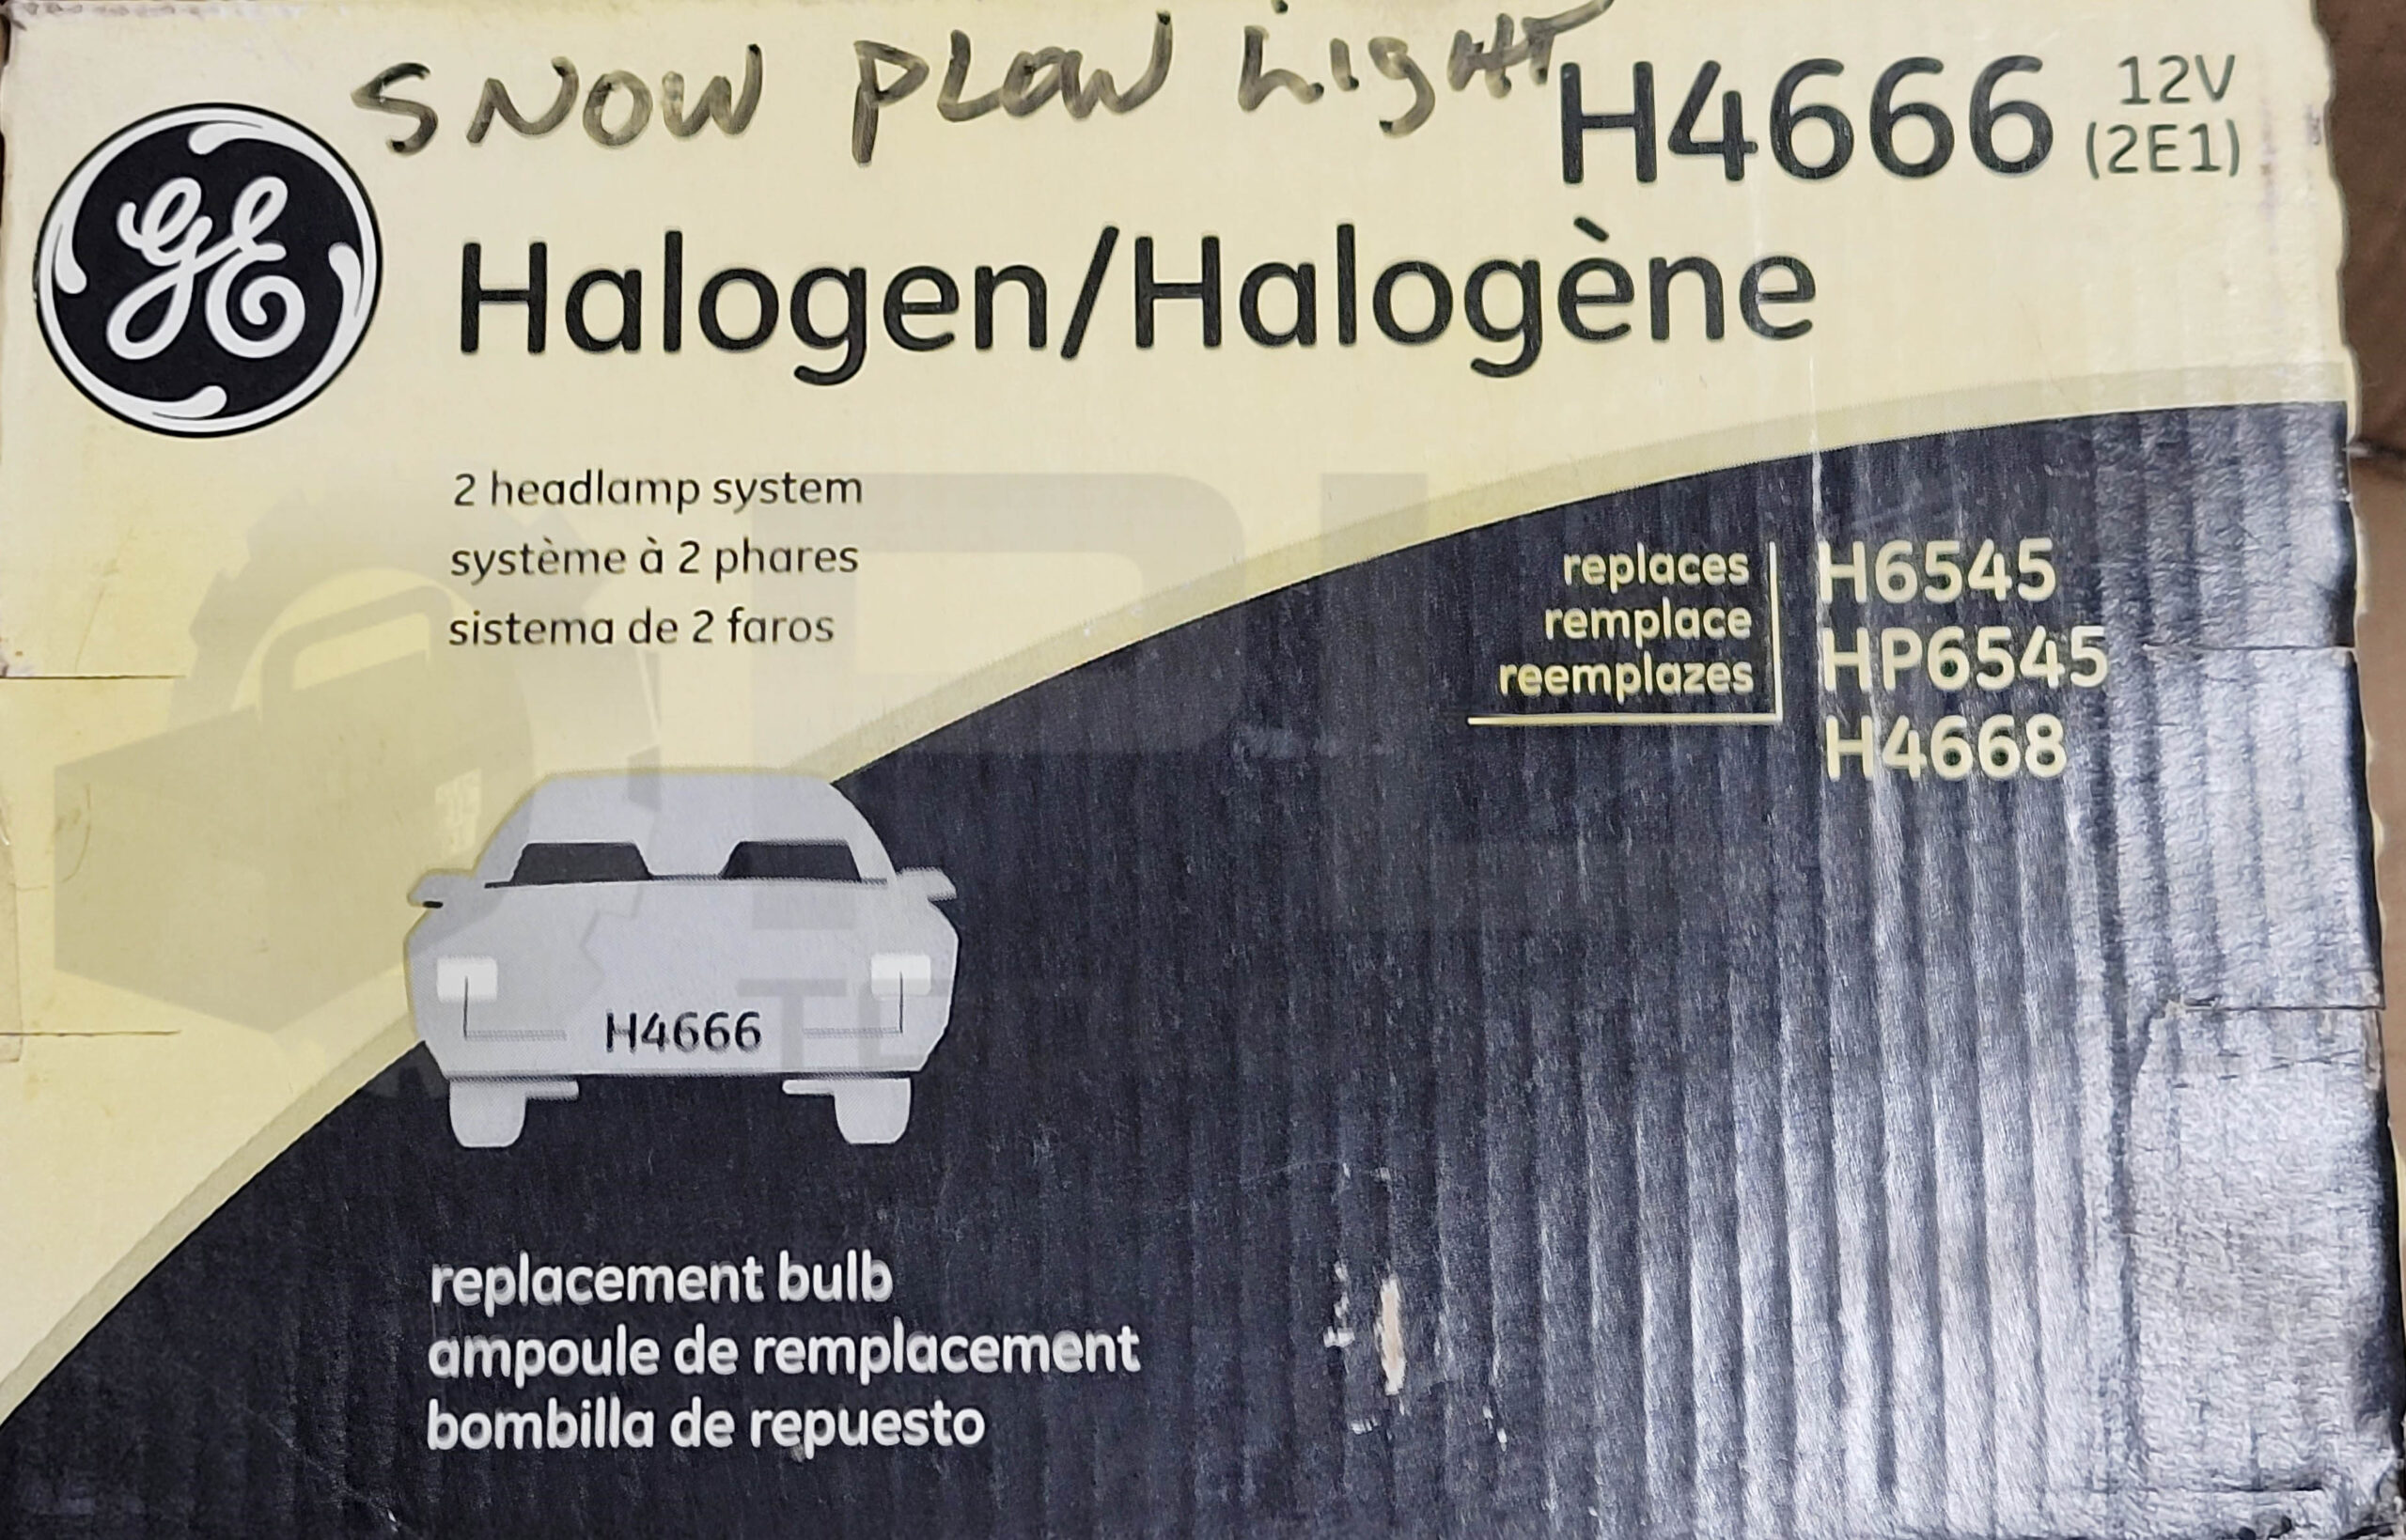 SNOW PLOW LIgHT
H4666
12V
(2E1)
GE
Halogen/Halogène
2 headlamp system
système à 2 phares
sistema de 2 faros
replaces
remplace
reemplazes
H6545
HP6545
H4668
H4666
replacement bulb
ampoule de remplacement
bombilla de repuesto